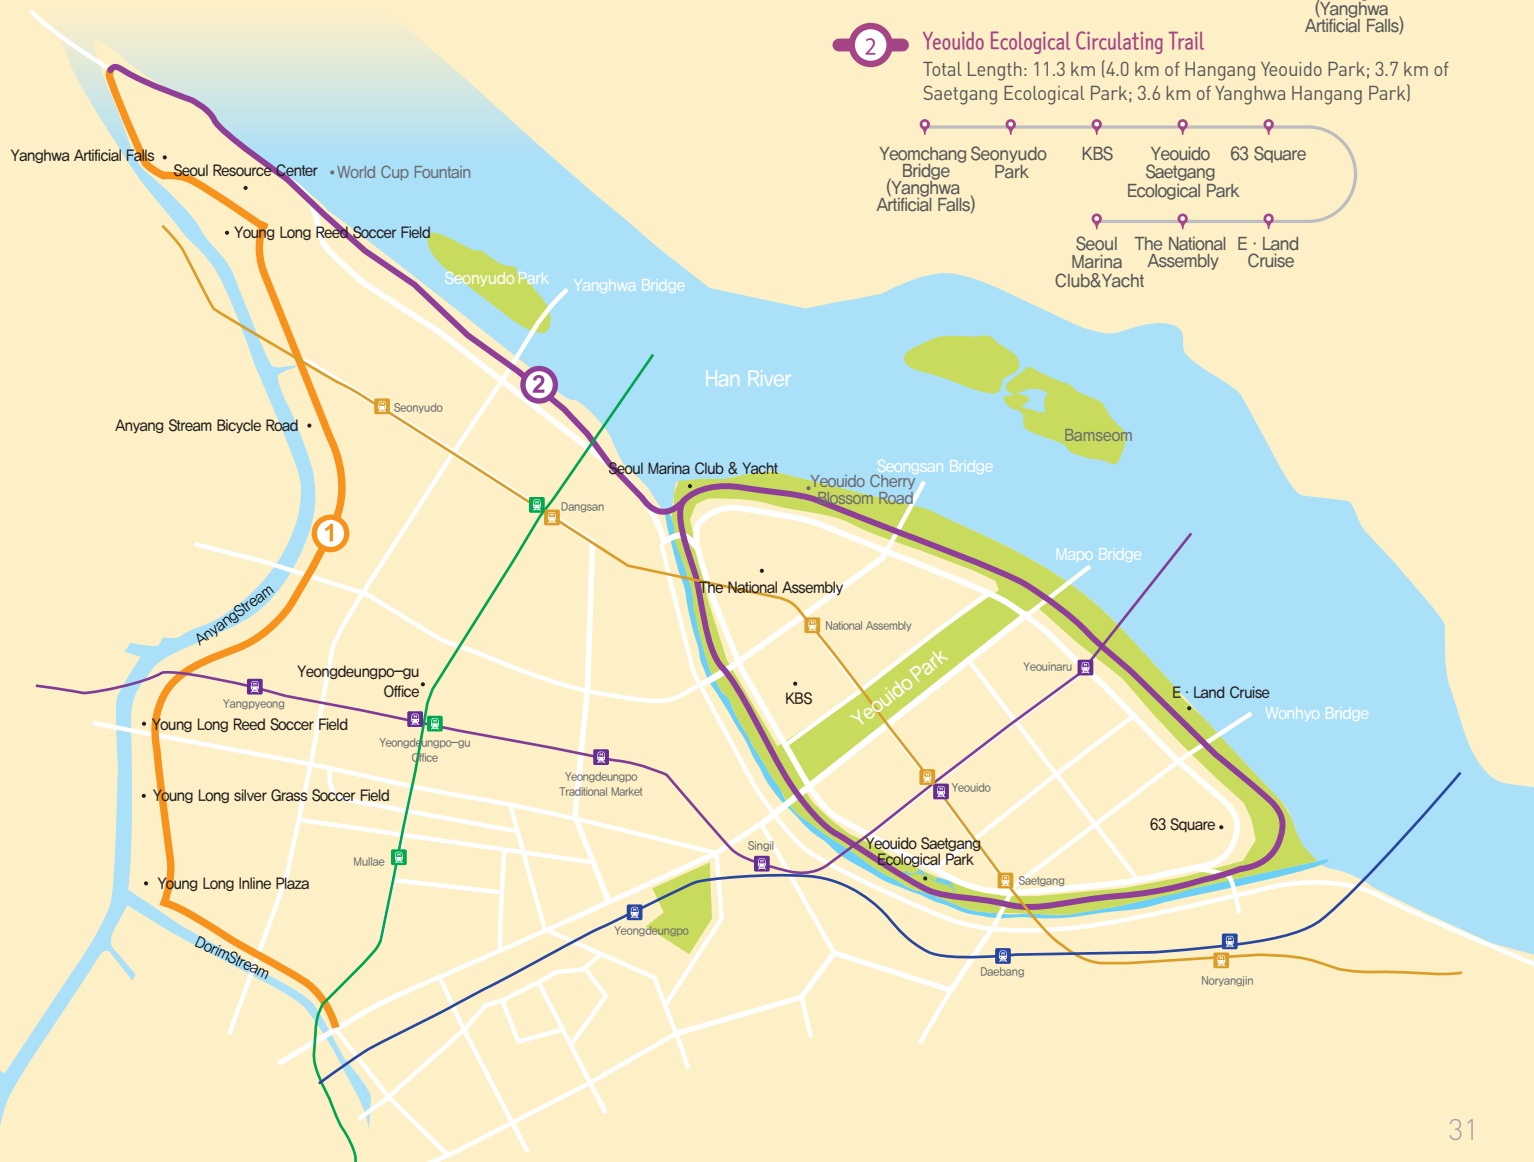 (Yanghwa
Artificial Falls)
2
Yeouido Ecological Circulating Trail
Total Length: 11.3 km (4.0 km of Hangang Yeouido Park; 3.7 km of
Saetgang Ecological Park; 3.6 km of Yanghwa Hangang Park)
Yeomchang
Bridge
(Yanghwa
Artificial Falls)
Seonyudo
Park
KBS
Yeouido
Saetgang
Ecological Park
63 Square
Seoul
Marina
Club&Yacht
The National
Assembly
E · Land
Cruise
Yanghwa Artificial Falls
Seoul Resource Center
World Cup Fountain
Young Long Reed Soccer Field
Seonyudo Park
Yanghwa Bridge
Han River
2
Seonyudo
Anyang Stream Bicycle Road
Bamseom
Seoul Marina Club & Yacht
Seongsan Bridge
Yeouido Cherry
Blossom Road
Dangsan
1
Mapo Bridge
The National Assembly
AnyangStream
National Assembly
Yeongdeungpo-gu
Office
Yeouinaru
Yangpyeong
KBS
Yeouido Park
E · Land Cruise
Wonhyo Bridge
Young Long Reed Soccer Field
Yeongdeungpo-gu
Office
Yeongdeungpo
Traditional Market
Yeouido
Young Long silver Grass Soccer Field
63 Square
Singil
Yeouido Saetgang
Ecological Park
Mullae
Saetgang
Young Long Inline Plaza
Yeongdeungpo
DorimStream
Daebang
Noryangjin
31